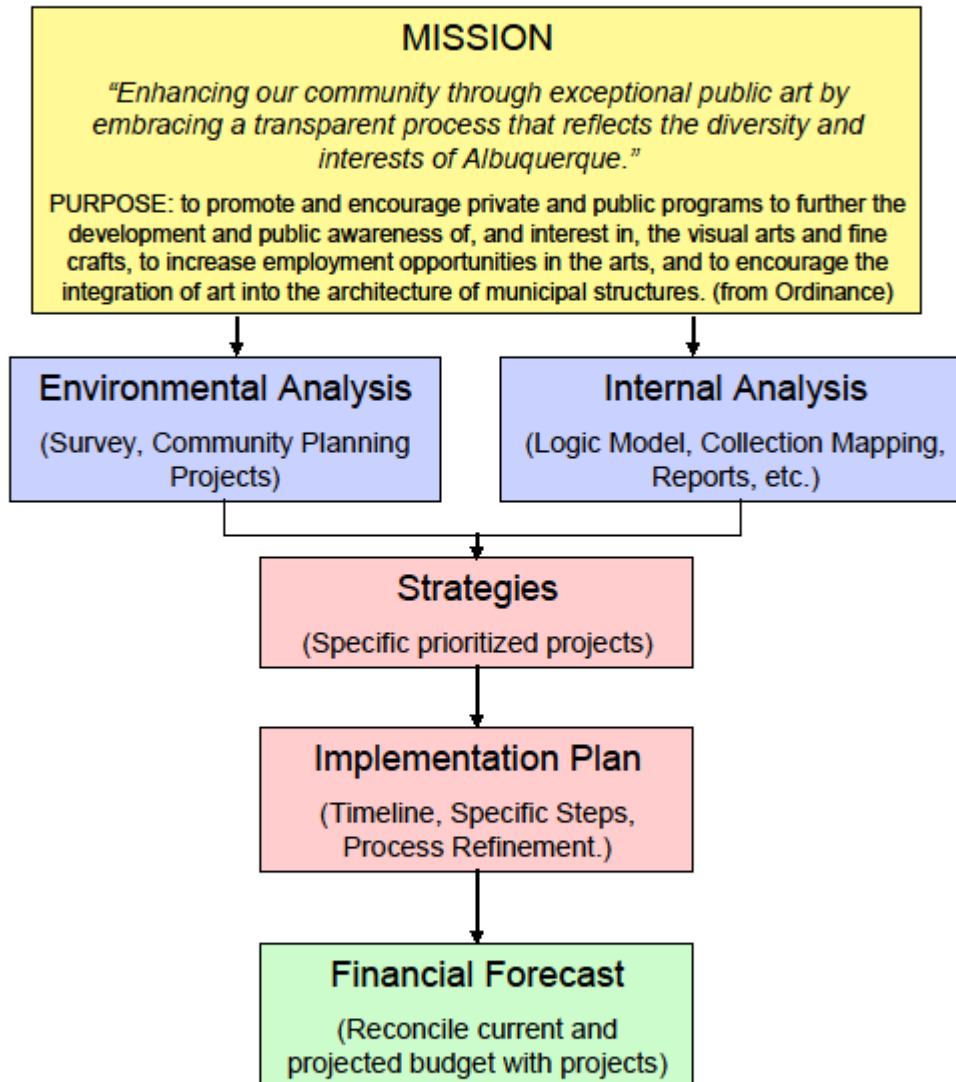 MISSION
“Enhancing our community through exceptional public art by
embracing a transparent process that reflects the diversity and
interests of Albuquerque.”
PURPOSE: to promote and encourage private and public programs to further the
development and public awareness of, and interest in, the visual arts and fine
crafts, to increase employment opportunities in the arts, and to encourage the
integration of art into the architecture of municipal structures. (from Ordinance)
Environmental Analysis
(Survey, Community Planning
Projects)
Internal Analysis
(Logic Model, Collection Mapping,
Reports, etc.)
Strategies
(Specific prioritized projects)
Implementation Plan
(Timeline, Specific Steps,
Process Refinement.)
Financial Forecast
(Reconcile current and
projected budget with projects)